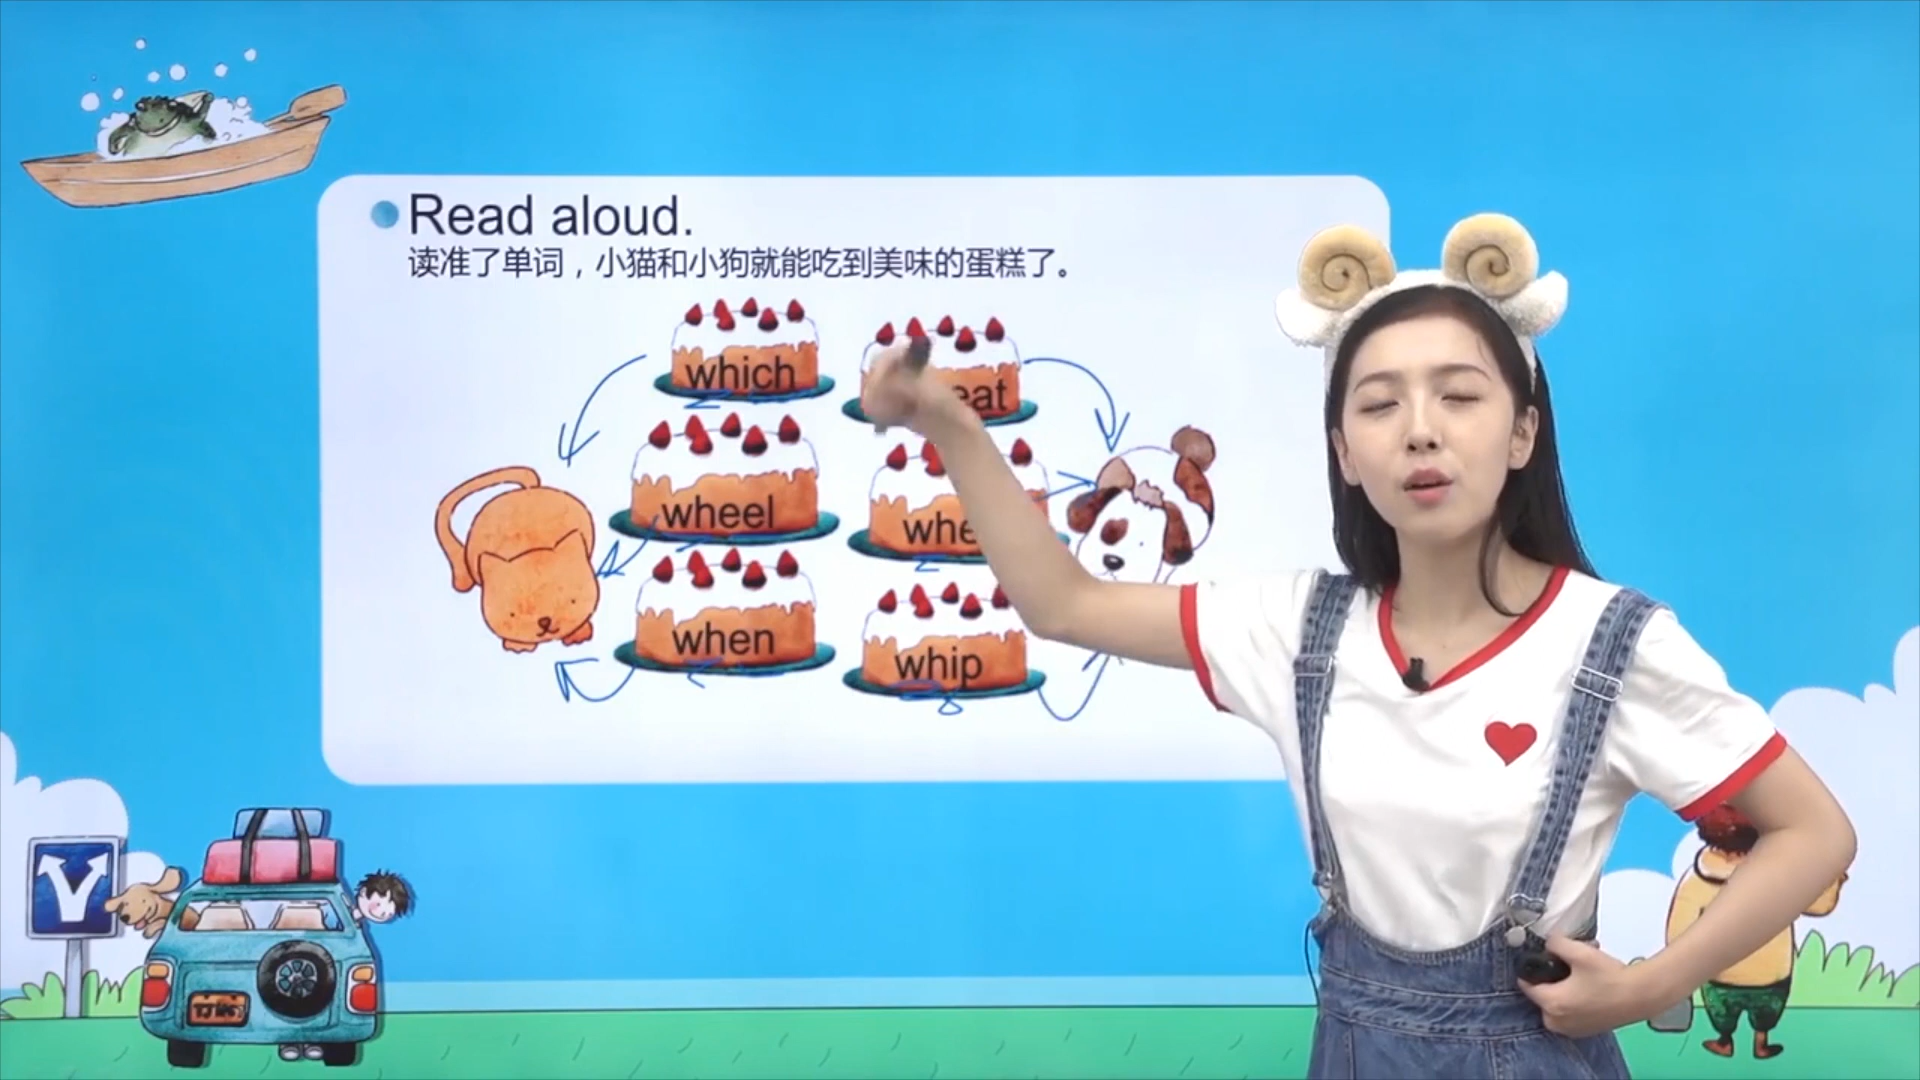 Read aloud.
读准了单词，小猫和小狗就能吃到美味的蛋糕了。
which
wheel
when
whip